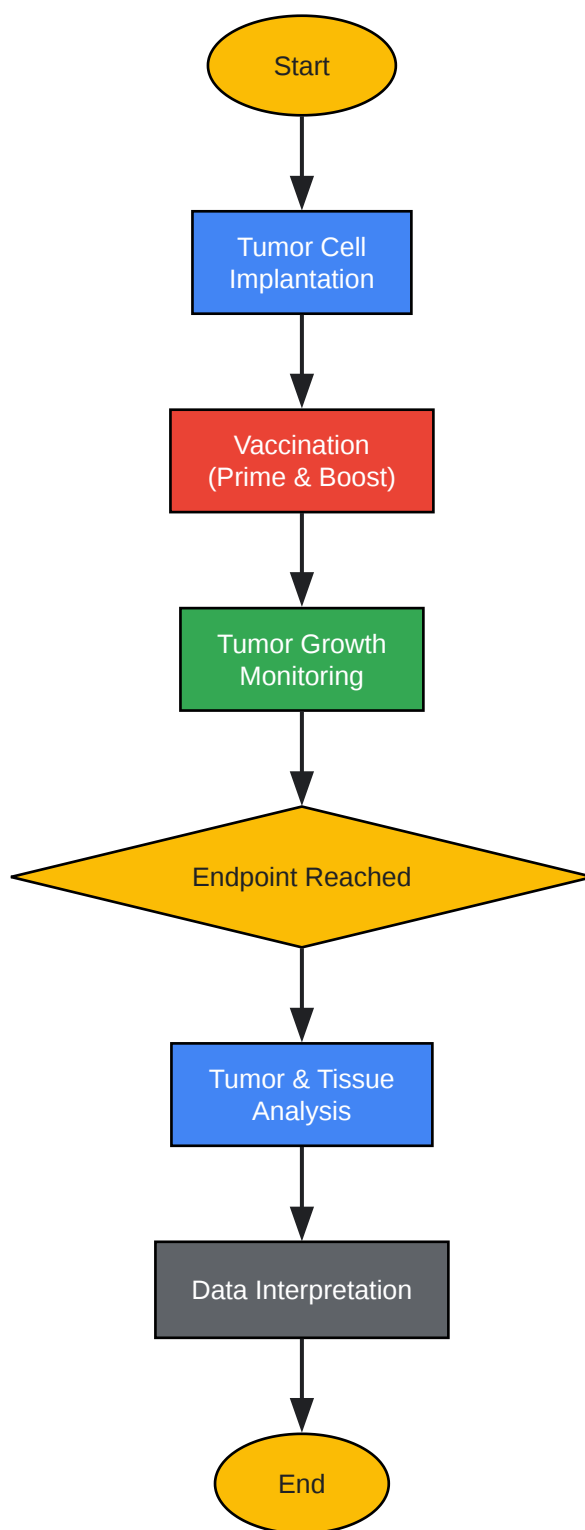 Start
Tumor Cell
Implantation
Vaccination
(Prime & Boost)
Tumor Growth
Monitoring
Endpoint Reached
Tumor & Tissue
Analysis
Data Interpretation
End